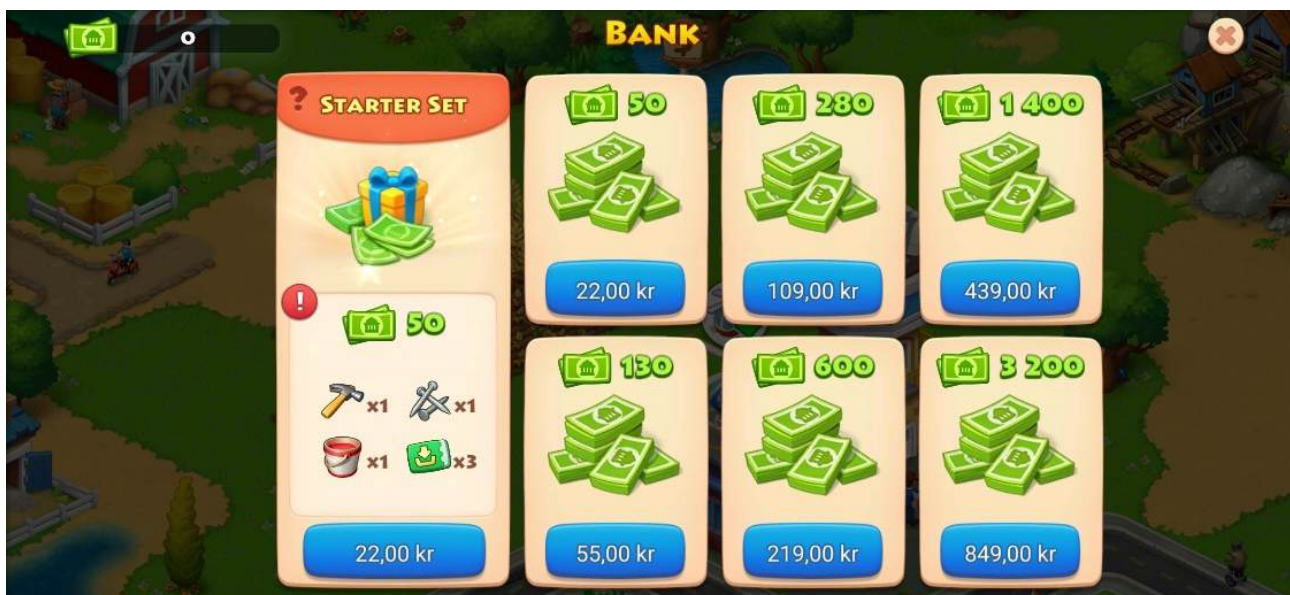 0
BANK
? STARTER SET
!
50
x1 x1
x1 x3
22,00 kr
50
22,00 kr
280
109,00 kr
1 400
439,00 kr
130
55,00 kr
600
219,00 kr
3 200
849,00 kr